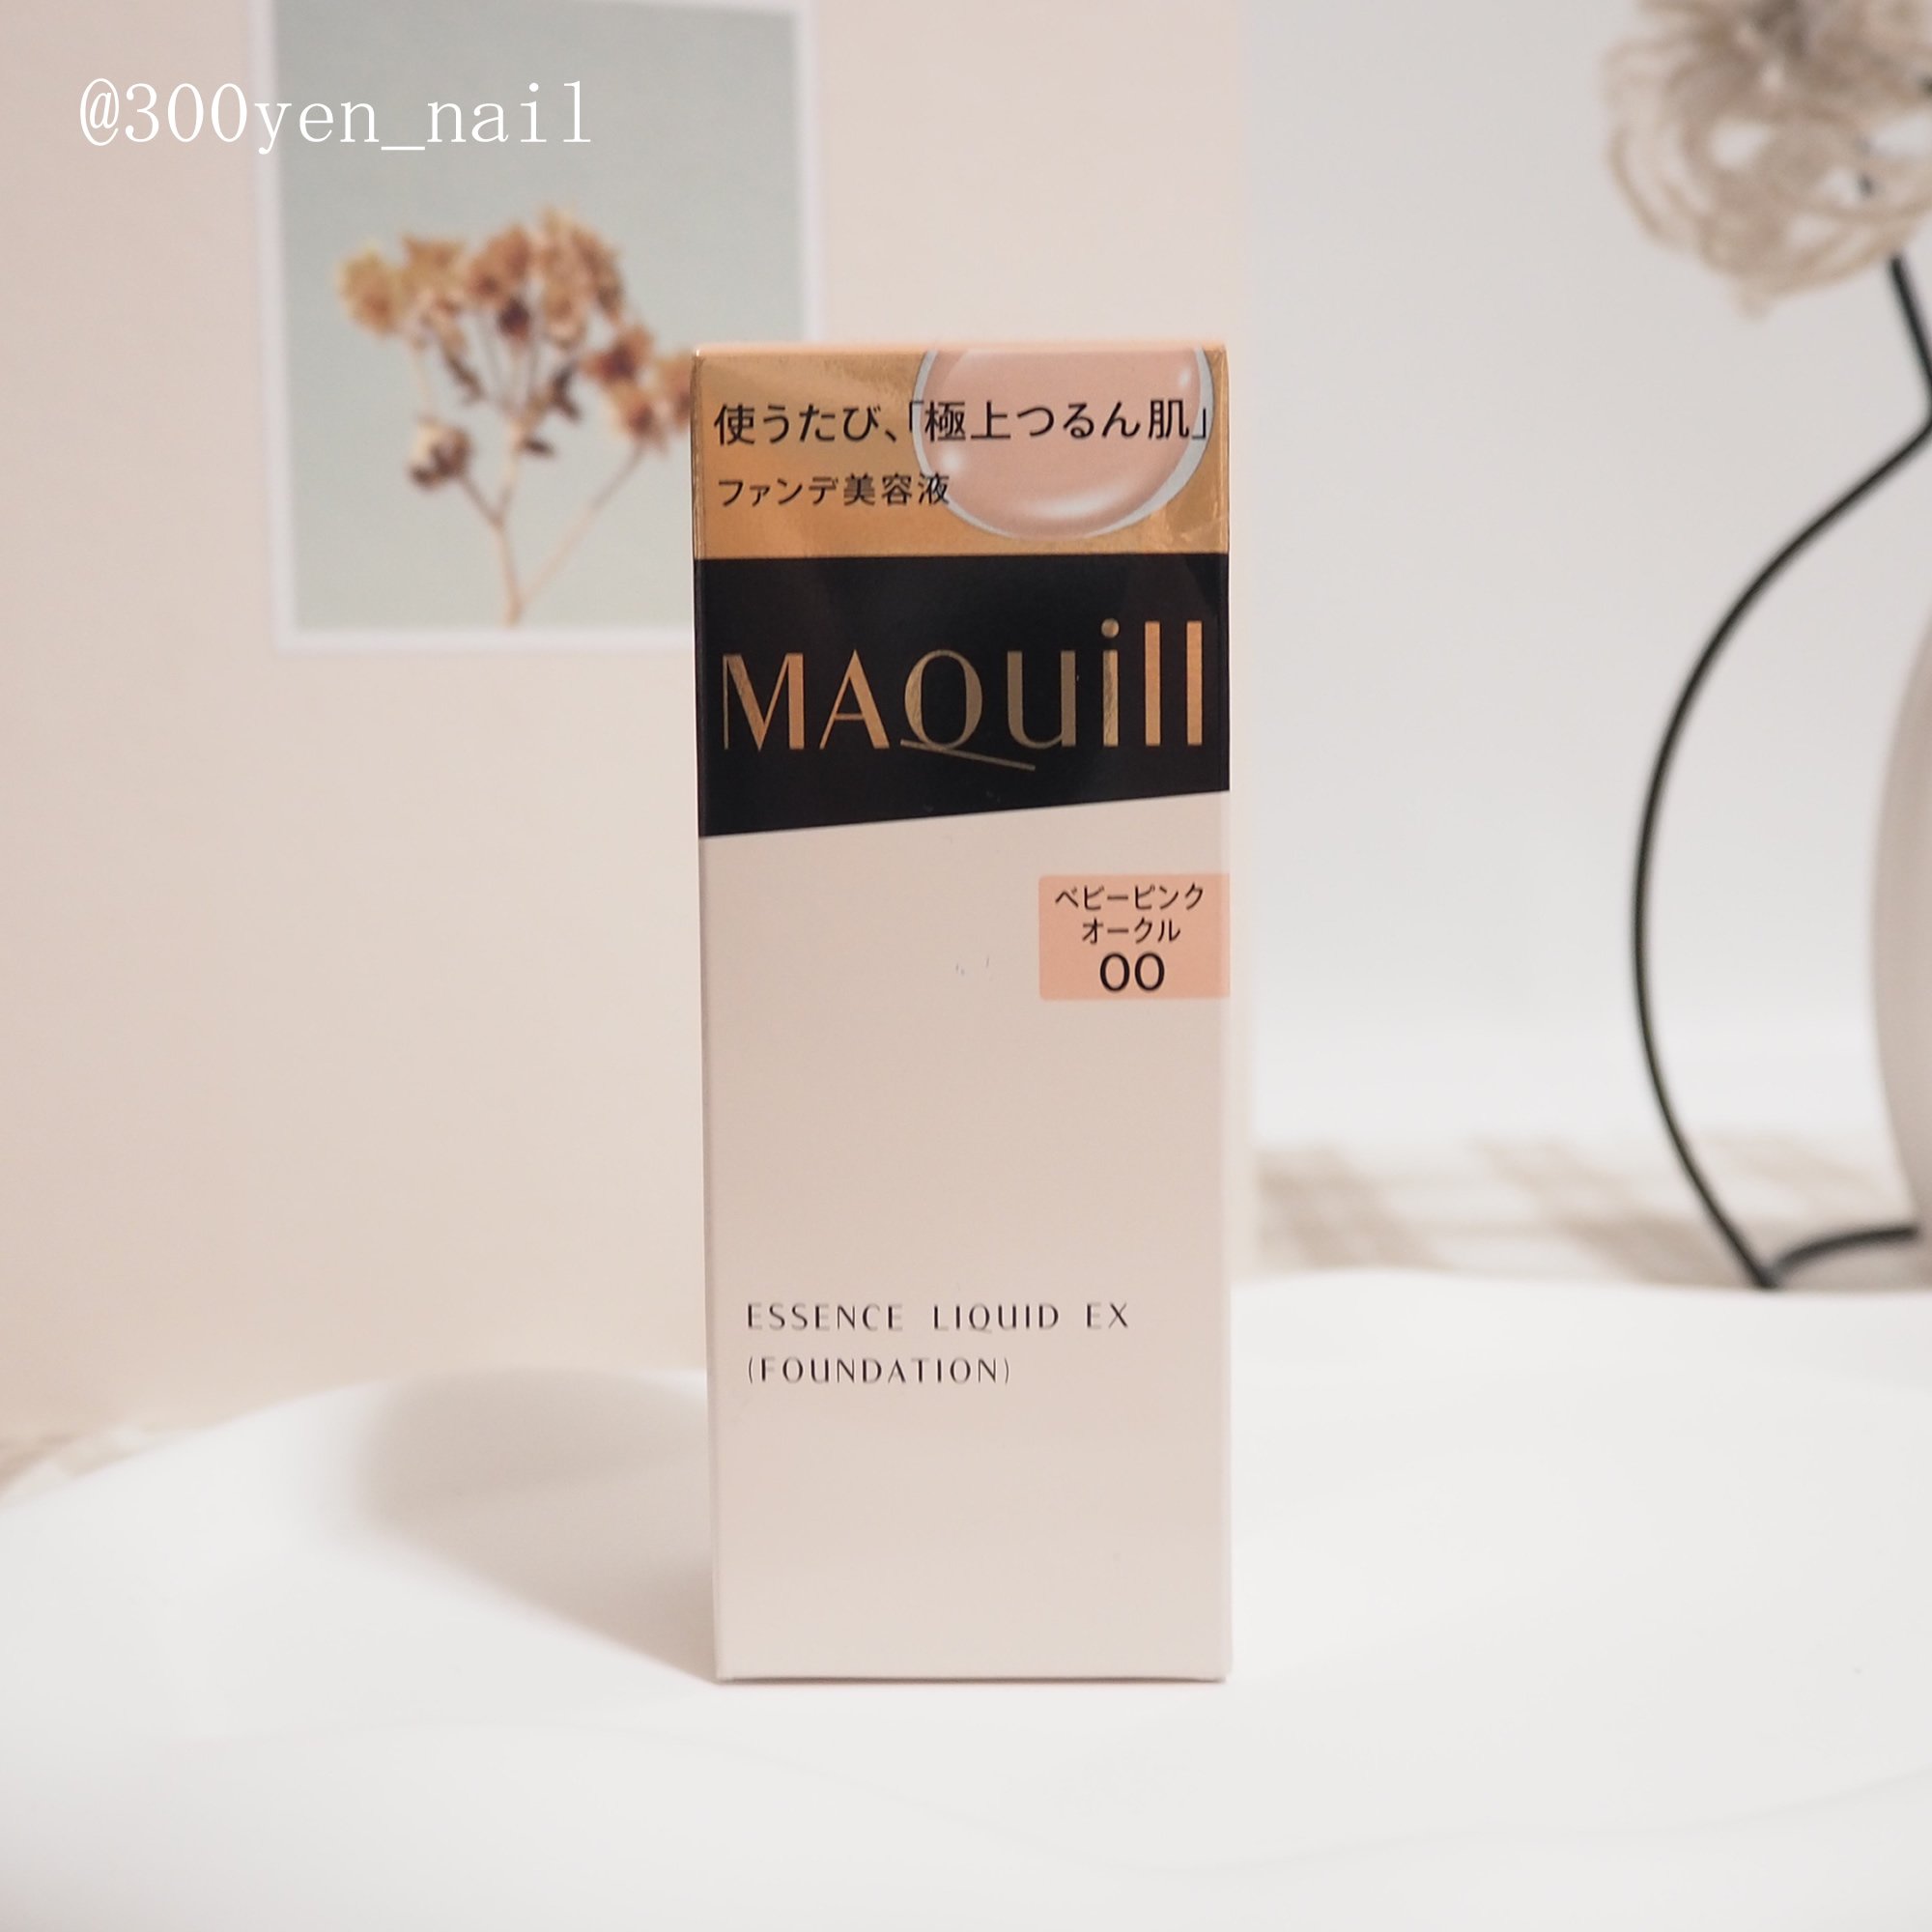 @300yen_nail
使うたび、「極上つるん肌」
ファンデ美容液
MAQuill
ベビーピンク
オークル
00
ESSENCE LIQUID EX
(FOUNDATION)